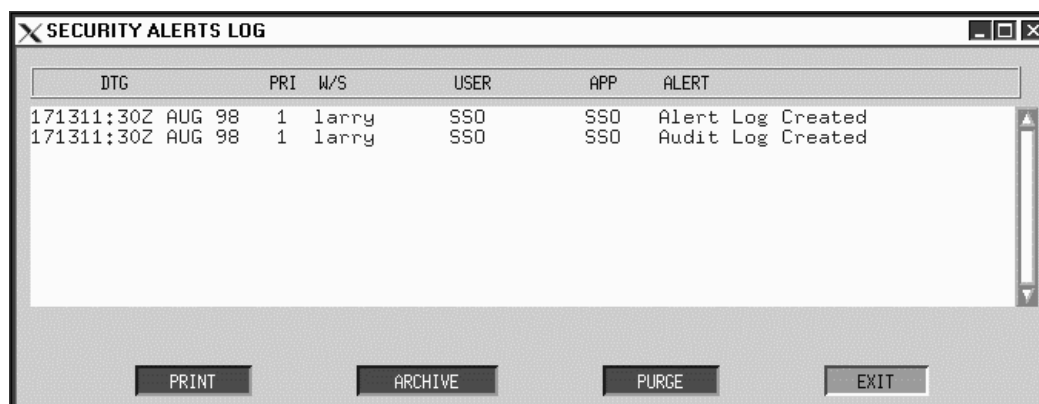 SECURITY ALERTS LOG
DTG PRI W/S USER APP ALERT
171311:30Z AUG 98 1 larry SSO SSO Alert Log Created
171311:30Z AUG 98 1 larry SSO SSO Audit Log Created
PRINT ARCHIVE PURGE EXIT